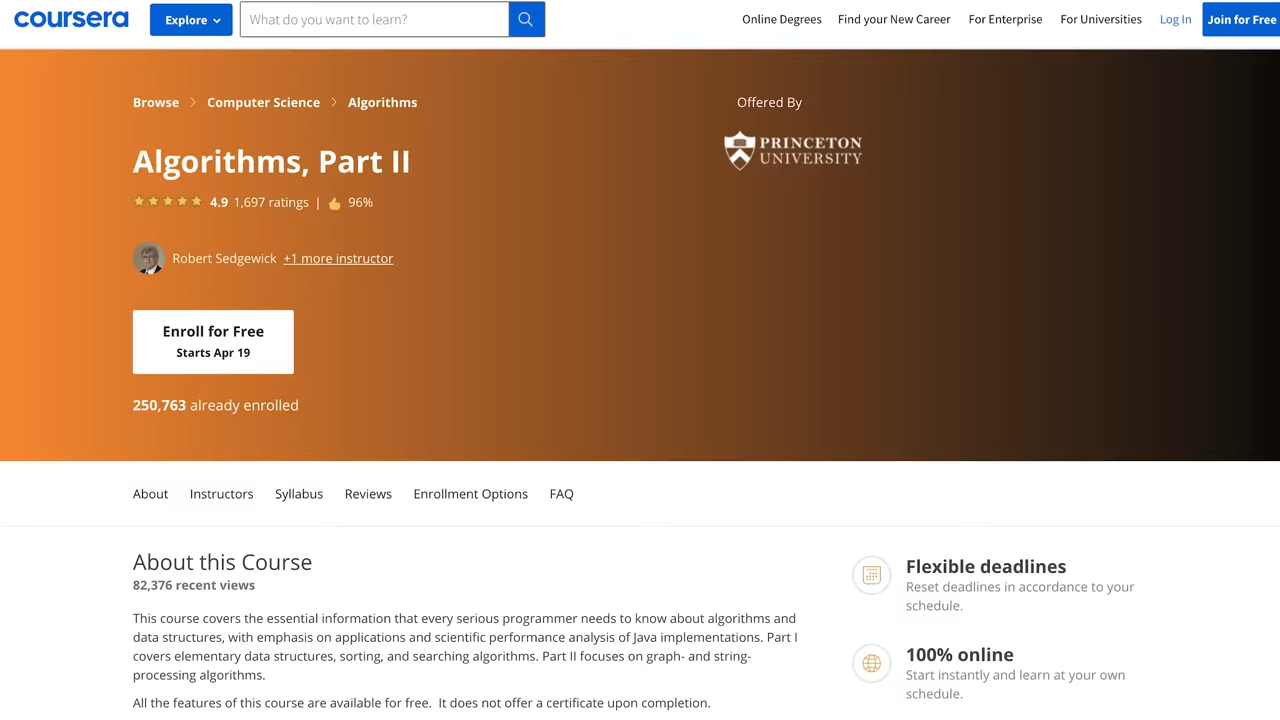 coursera
Explore
What do you want to learn?
Online Degrees
Find your New Career
For Enterprise
For Universities
Log In
Join for Free
Browse
Computer Science
Algorithms
Offered By
PRINCETON
UNIVERSITY
Algorithms, Part II
4.9 1,697 ratings | 96%
Robert Sedgewick +1 more instructor
Enroll for Free
Starts Apr 19
250,763 already enrolled
About
Instructors
Syllabus
Reviews
Enrollment Options
FAQ
About this Course
82,376 recent views
This course covers the essential information that every serious programmer needs to know about algorithms and
data structures, with emphasis on applications and scientific performance analysis of Java implementations. Part I
covers elementary data structures, sorting, and searching algorithms. Part II focuses on graph- and string-
processing algorithms.
All the features of this course are available for free.  It does not offer a certificate upon completion.
Flexible deadlines
Reset deadlines in accordance to your
schedule.
100% online
Start instantly and learn at your own
schedule.